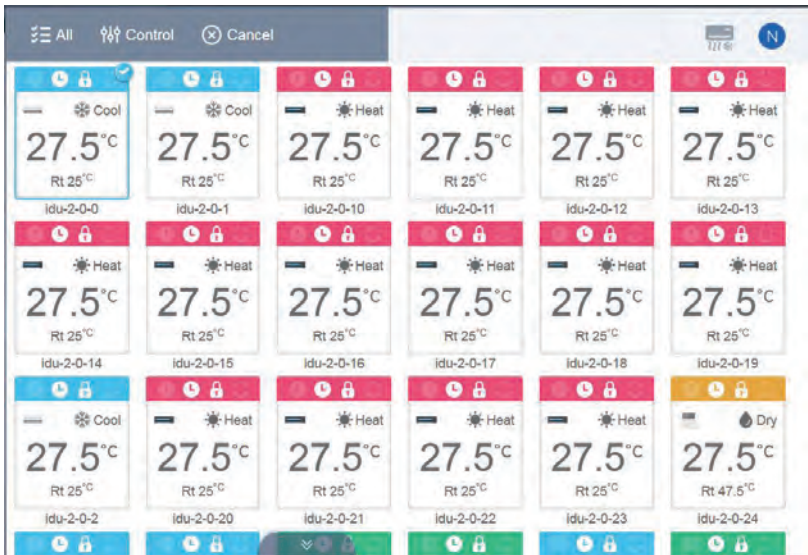 All Control Cancel N
Cool Cool Heat Heat Heat Heat
27.5°C 27.5°C 27.5°C 27.5°C 27.5°C 27.5°C
Rt 25°C Rt 25°C Rt 25°C Rt 25°C Rt 25°C Rt 25°C
idu-2-0-0 idu-2-0-1 idu-2-0-10 idu-2-0-11 idu-2-0-12 idu-2-0-13
Heat Heat Heat Heat Heat Heat
27.5°C 27.5°C 27.5°C 27.5°C 27.5°C 27.5°C
Rt 25°C Rt 25°C Rt 25°C Rt 25°C Rt 25°C Rt 25°C
idu-2-0-14 idu-2-0-15 idu-2-0-16 idu-2-0-17 idu-2-0-18 idu-2-0-19
Cool Heat Heat Heat Heat Dry
27.5°C 27.5°C 27.5°C 27.5°C 27.5°C 27.5°C
Rt 25°C Rt 25°C Rt 25°C Rt 25°C Rt 25°C Rt 47.5°C
idu-2-0-2 idu-2-0-20 idu-2-0-21 idu-2-0-22 idu-2-0-23 idu-2-0-24